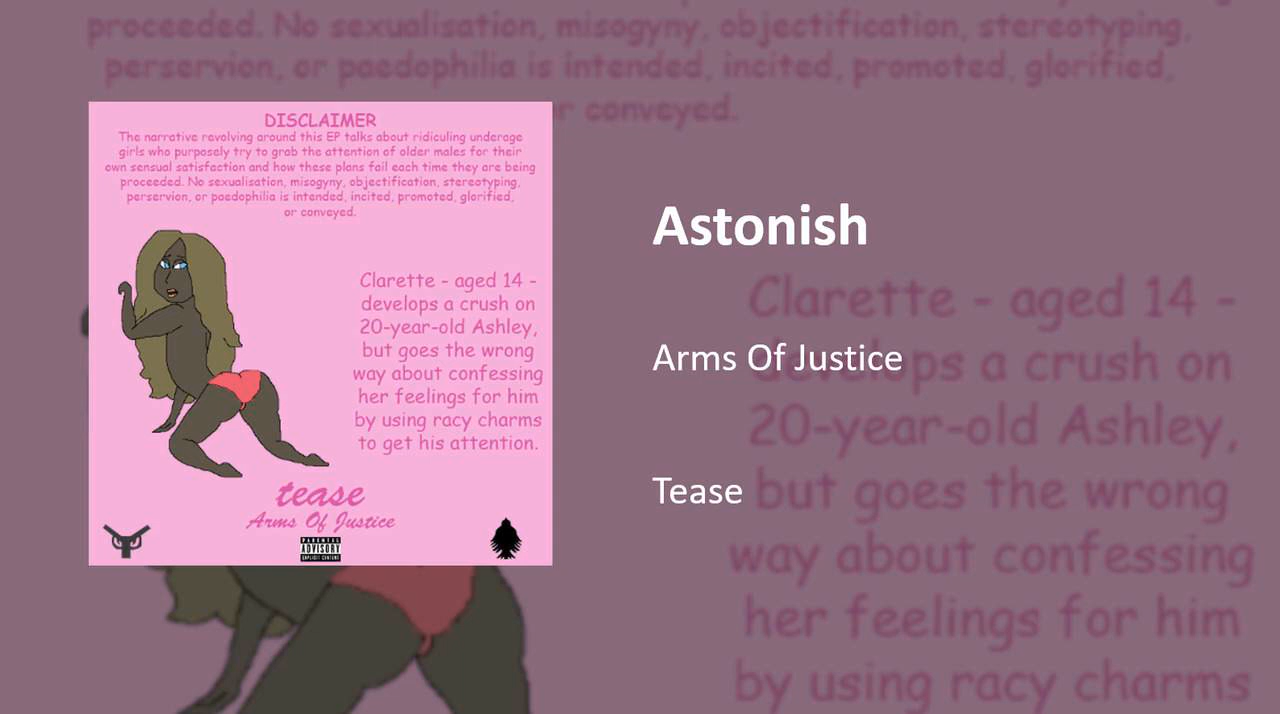 proceeded. No sexualisation, misogyny, objectification, stereotyping,
perservion, or paedophilia is intended, incited, promoted, glorified,
or conveyed.
DISCLAIMER
The narrative revolving around this EP talks about ridiculing underage
girls who purposely try to grab the attention of older males for their
own sensual satisfaction and how these plans fail each time they are being
proceeded. No sexualisation, misogyny, objectification, stereotyping,
perservion, or paedophilia is intended, incited, promoted, glorified,
or conveyed.
Clarette - aged 14 -
develops a crush on
20-year-old Ashley,
but goes the wrong
way about confessing
her feelings for him
by using racy charms
to get his attention.
tease
Arms Of Justice
PARENTAL
ADVISORY
EXPLICIT CONTENT
Astonish
Arms Of Justice
Tease
Clarette - aged 14 -
develops a crush on
20-year-old Ashley,
but goes the wrong
way about confessing
her feelings for him
by using racy charms